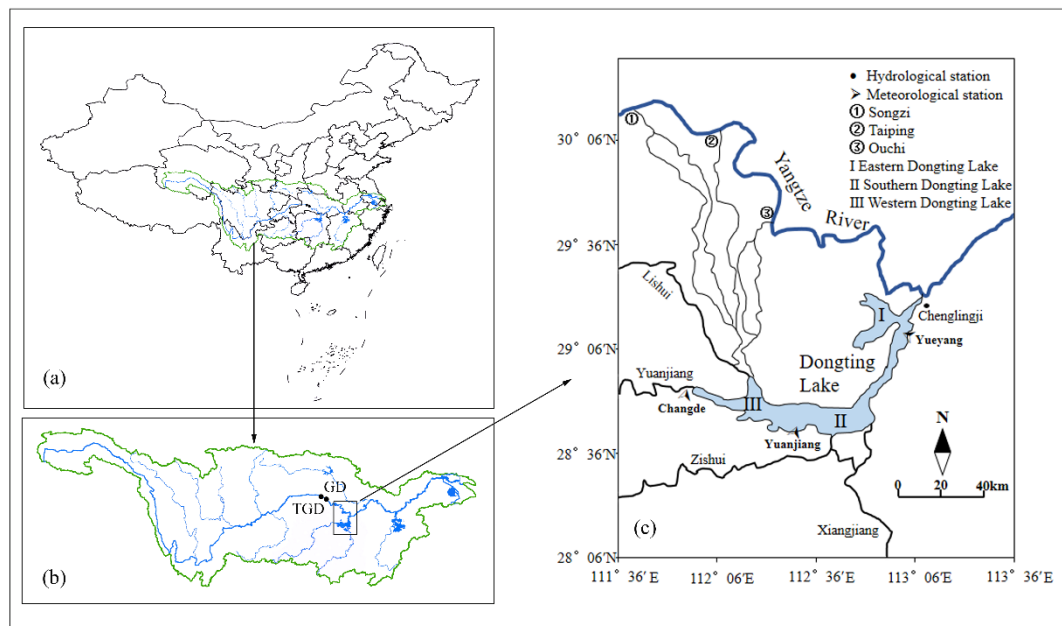 (a)
GD
TGD
(b)
● Hydrological station
➢ Meteorological station
① Songzi
② Taiping
③ Ouchi
I Eastern Dongting Lake
II Southern Dongting Lake
III Western Dongting Lake
①
②
③
Yangtze
River
Lishui
I
Chenglingji
Yueyang
Dongting
Lake
Yuanjiang
Changde
III
II
Yuanjiang
Zishui
Xiangjiang
N
0 20 40km
(c)
30° 06′N
29° 36′N
29° 06′N
28° 36′N
28° 06′N
111° 36′E 112° 06′E 112° 36′E 113° 06′E 113° 36′E